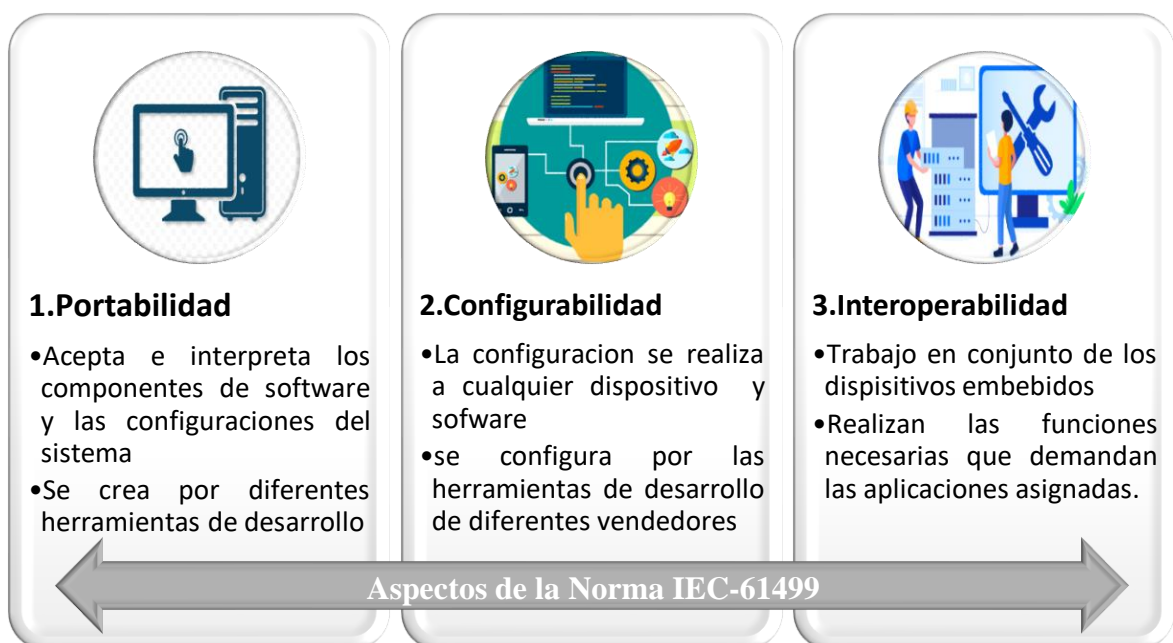 1.Portabilidad
•Acepta e interpreta los
componentes de software
y las configuraciones del
sistema
•Se crea por diferentes
herramientas de desarrollo
2.Configurabilidad
•La configuracion se realiza
a cualquier dispositivo y
sofware
•se configura por las
herramientas de desarrollo
de diferentes vendedores
3.Interoperabilidad
•Trabajo en conjunto de los
dispisitivos embebidos
•Realizan las funciones
necesarias que demandan
las aplicaciones asignadas.
Aspectos de la Norma IEC-61499